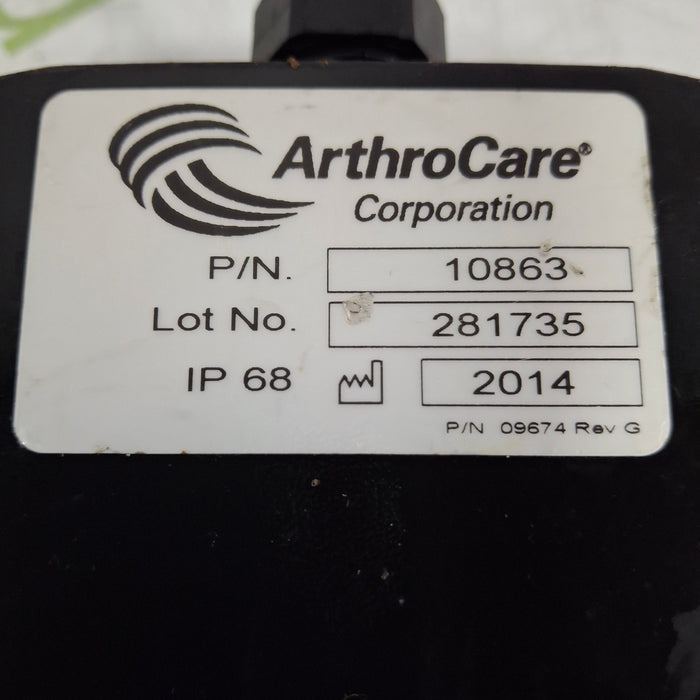 ArthroCare®
Corporation
P/N. 10863
Lot No. 281735
IP 68 2014
P/N 09674 Rev G